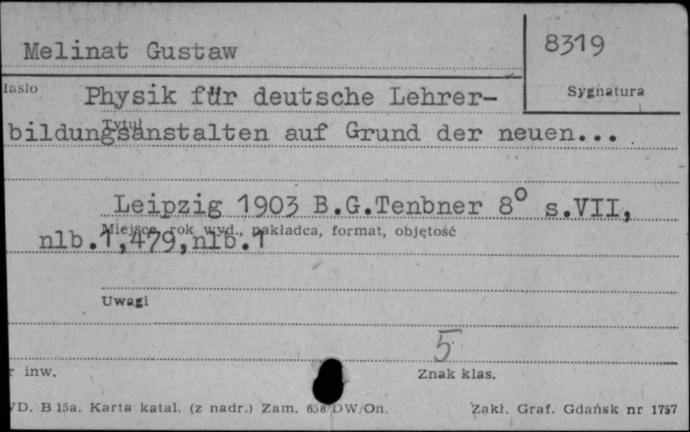 Melinat Gustaw
8319
Hasło
Sygnatura
Physik für deutsche Lehrer-
Tytuł
bildungsanstalten auf Grund der neuen...
Leipzig 1903 B.G.Tenbner 8° s.VII,
Miejsce, rok wyd., nakładca, format, objętość
nlb.1,479,nlb.1
Uwagi
5
r inw.
Znak klas.
D. B 15a. Karta katal. (z nadr.) Zam. 658/DW/On.
Zakł. Graf. Gdańsk nr 1757